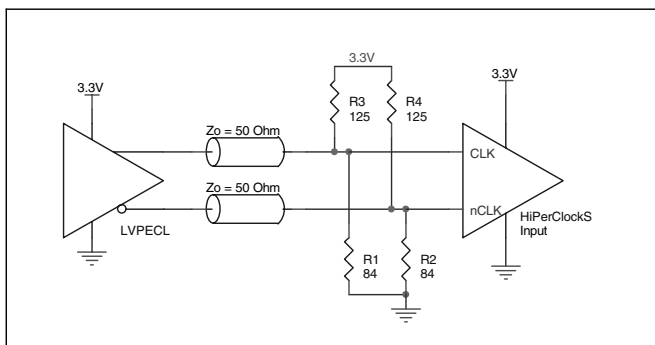 3.3V
3.3V
3.3V
R3
125
R4
125
Zo = 50 Ohm
CLK
Zo = 50 Ohm
nCLK
HiPerClockS
Input
LVPECL
R1
84
R2
84